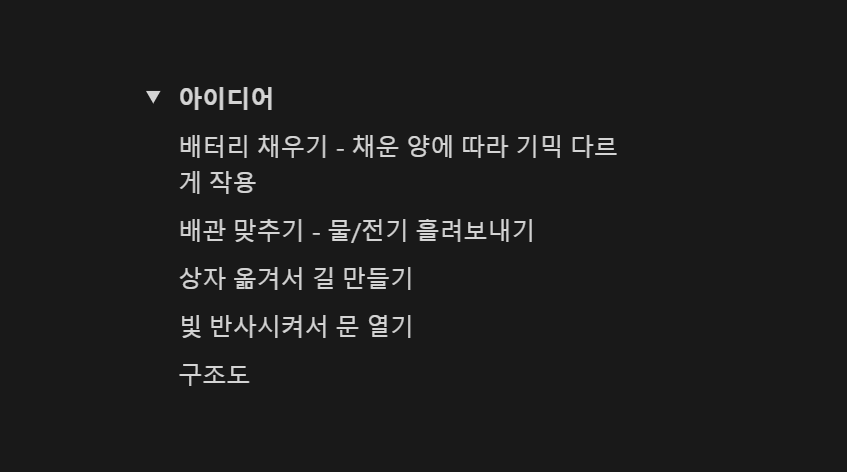 아이디어
배터리 채우기 - 채운 양에 따라 기믹 다르
게 작용
배관 맞추기 - 물/전기 흘려보내기
상자 옮겨서 길 만들기
빛 반사시켜서 문 열기
구조도